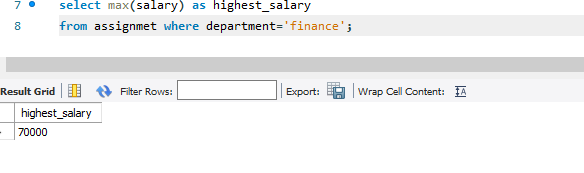 7 select max(salary) as highest_salary
8 from assignmet where department='finance';
Result Grid Filter Rows: Export: Wrap Cell Content: IA
highest_salary
70000